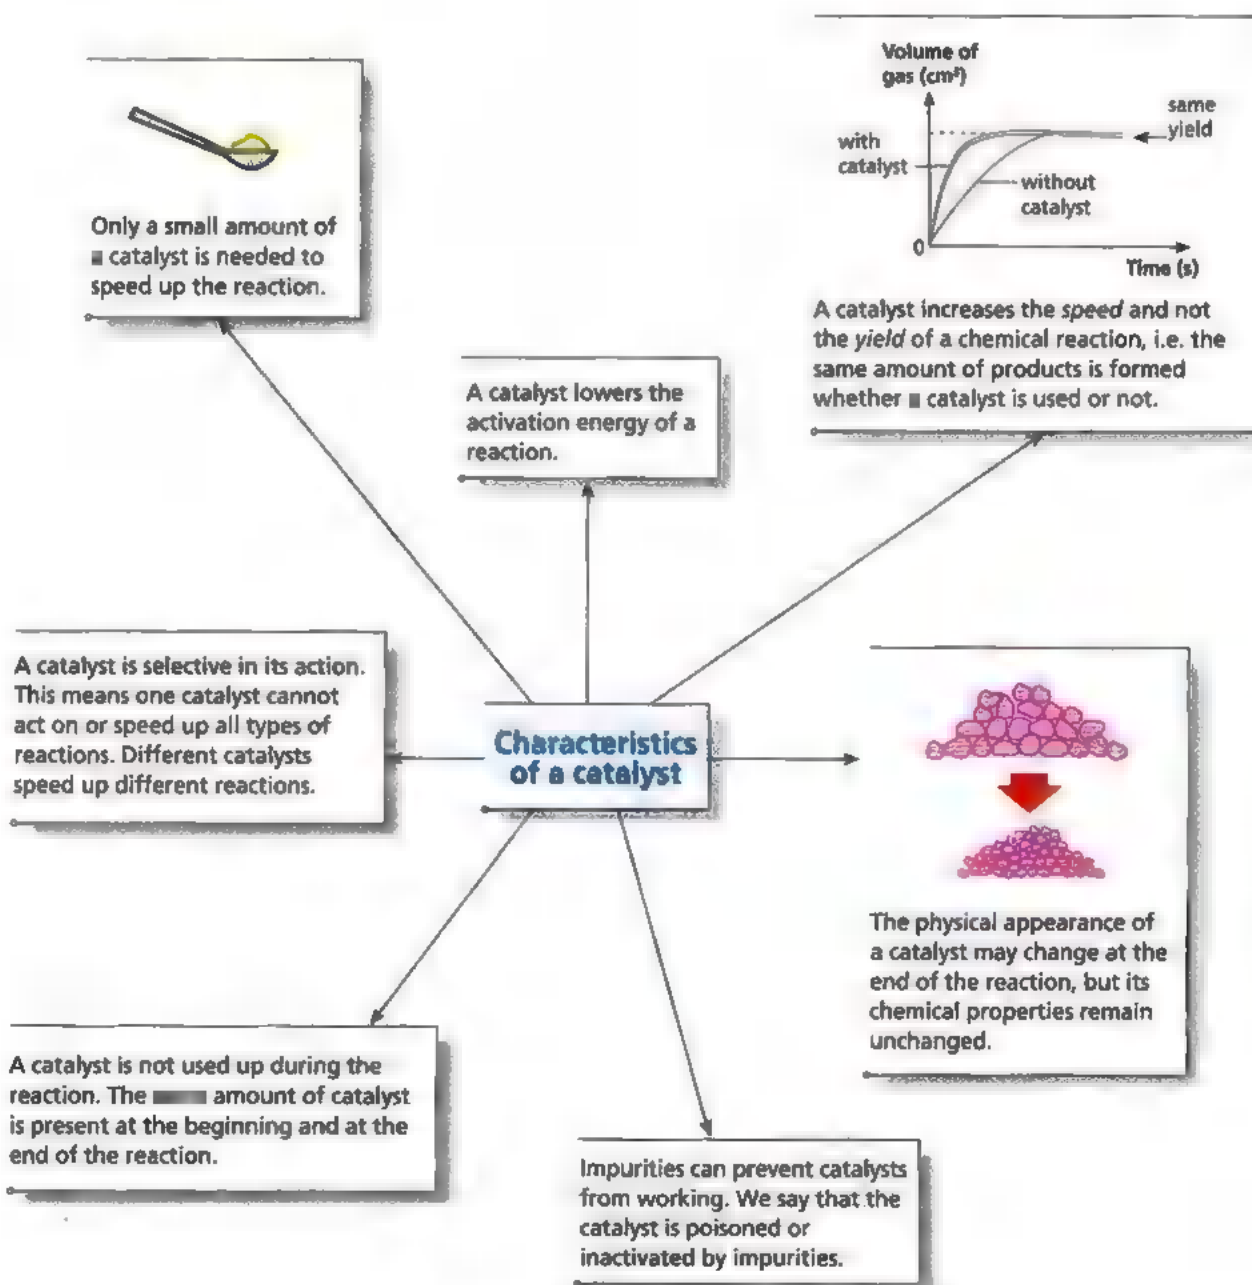 Volume of
gas (cm³)
same
yield
with
catalyst
without
catalyst
0
Time (s)
Only a small amount of
catalyst is needed to
speed up the reaction.
A catalyst increases the speed and not
the yield of a chemical reaction, i.e. the
same amount of products is formed
whether catalyst is used or not.
A catalyst lowers the
activation energy of a
reaction.
A catalyst is selective in its action.
This means one catalyst cannot
act on or speed up all types of
reactions. Different catalysts
speed up different reactions.
Characteristics
of a catalyst
The physical appearance of
a catalyst may change at the
end of the reaction, but its
chemical properties remain
unchanged.
A catalyst is not used up during the
reaction. The amount of catalyst
is present at the beginning and at the
end of the reaction.
Impurities can prevent catalysts
from working. We say that the
catalyst is poisoned or
inactivated by impurities.